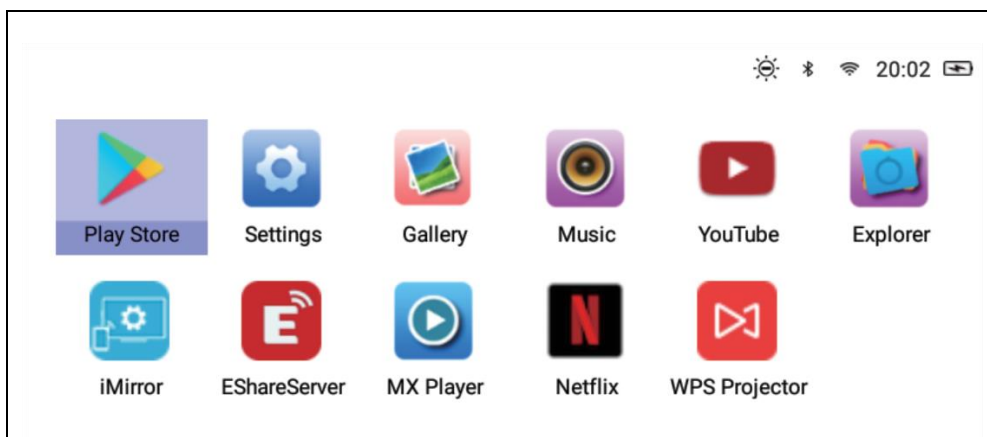 20:02
Play Store Settings Gallery Music YouTube Explorer
E N
iMirror EShareServer MX Player Netflix WPS Projector